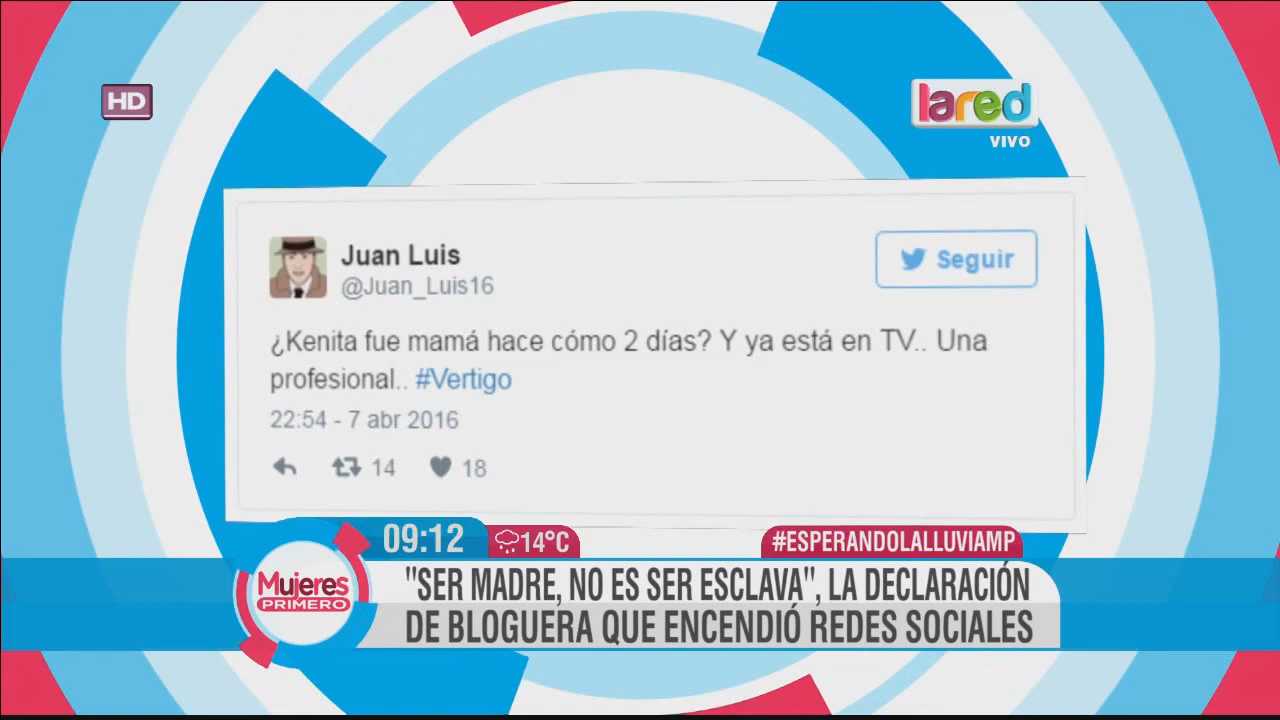 HD
lared
VIVO
Juan Luis
@Juan_Luis16
Seguir
¿Kenita fue mamá hace cómo 2 días? Y ya está en TV.. Una
profesional.. #Vertigo
22:54 - 7 abr 2016
14 18
09:12 14°C #ESPERANDOLALLUVIAMP
Mujeres
PRIMERO
"SER MADRE, NO ES SER ESCLAVA", LA DECLARACIÓN
DE BLOGUERA QUE ENCENDIÓ REDES SOCIALES